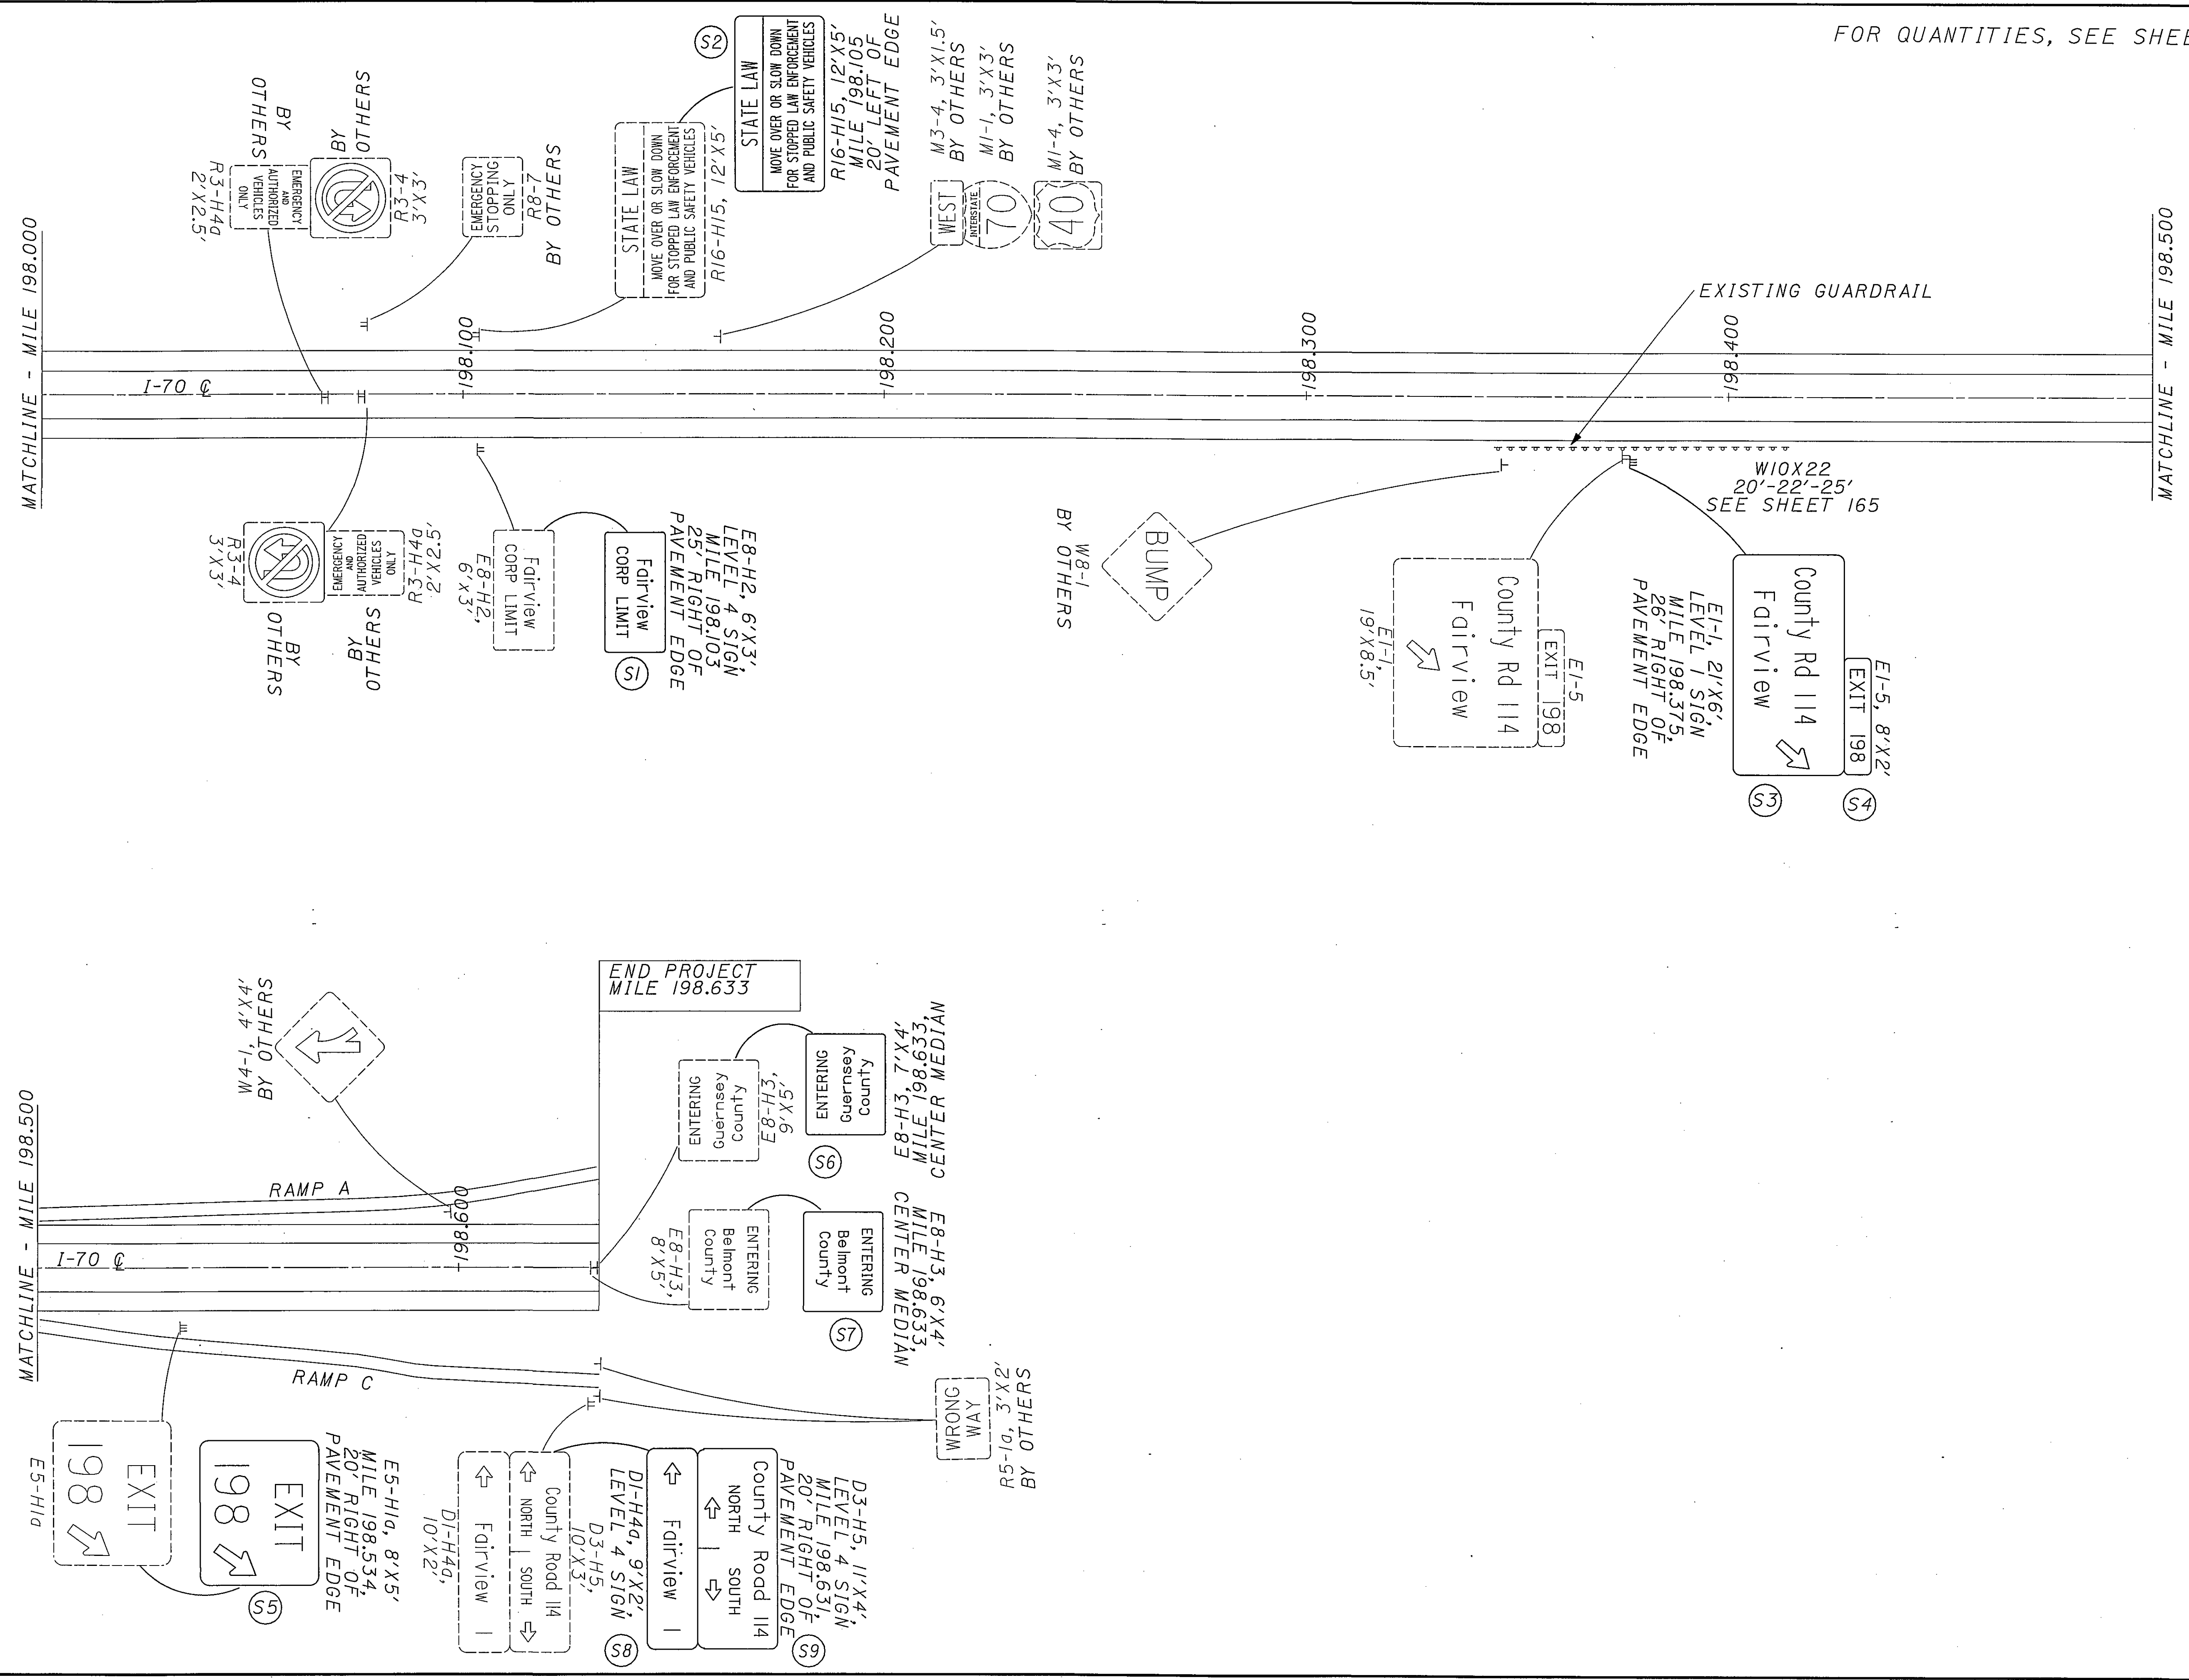 FOR QUANTITIES, SEE SHEE
S2
STATE LAW
MOVE OVER OR SLOW DOWN
FOR STOPPED LAW ENFORCEMENT
AND PUBLIC SAFETY VEHICLES
R16-H15, 12'X5'
MILE 198.105
20' LEFT OF
PAVEMENT EDGE
STATE LAW
MOVE OVER OR SLOW DOWN
FOR STOPPED LAW ENFORCEMENT
AND PUBLIC SAFETY VEHICLES
R16-H15, 12'X5'
M3-4, 3'X1.5'
BY OTHERS
M1-1, 3'X3'
BY OTHERS
M1-4, 3'X3'
BY OTHERS
WEST
INTERSTATE
70
40
BY
OTHERS
BY
OTHERS
R3-4
3'X3'
EMERGENCY
AND
AUTHORIZED
VEHICLES
ONLY
R3-H4a
2'X2.5'
EMERGENCY
STOPPING
ONLY
R8-7
BY OTHERS
MATCHLINE - MILE 198.000
I-70 ℄
198.100
198.200
198.300
198.400
EXISTING GUARDRAIL
MATCHLINE - MILE 198.500
W10X22
20'-22'-25'
SEE SHEET 165
R3-4
3'X3'
EMERGENCY
AND
AUTHORIZED
VEHICLES
ONLY
R3-H4a
2'X2.5'
BY
OTHERS
BY
OTHERS
Fairview
CORP LIMIT
E8-H2,
6'x3'
Fairview
CORP LIMIT
S1
E8-H2, 6'X3',
LEVEL 4 SIGN
MILE 198.103
25' RIGHT OF
PAVEMENT EDGE
BUMP
W8-1
BY OTHERS
E1-5
EXIT 198
County Rd 114
Fairview
E1-1,
19'X8.5'
E1-5, 8'X2'
EXIT 198
S4
County Rd 114
Fairview
S3
E1-1, 21'X6',
LEVEL 1 SIGN
MILE 198.375,
26' RIGHT OF
PAVEMENT EDGE
END PROJECT
MILE 198.633
W4-1, 4'X4'
BY OTHERS
ENTERING
Guernsey
County
E8-H3,
9'X5'
ENTERING
Guernsey
County
S6
E8-H3, 7'X4'
MILE 198.633,
CENTER MEDIAN
ENTERING
Belmont
County
E8-H3,
8'X5'
ENTERING
Belmont
County
S7
E8-H3, 6'X4'
MILE 198.633,
CENTER MEDIAN
MATCHLINE - MILE 198.500
RAMP A
I-70 ℄
198.600
RAMP C
WRONG
WAY
R5-1a, 3'X2'
BY OTHERS
EXIT
198
E5-H1a
EXIT
198
S5
E5-H1a, 8'X5'
MILE 198.534,
20' RIGHT OF
PAVEMENT EDGE
County Road 114
NORTH SOUTH
Fairview 1
D3-H5,
10'X3',
D1-H4a,
10'X2',
D1-H4a, 9'X2',
LEVEL 4 SIGN
S8
County Road 114
NORTH SOUTH
Fairview 1
S9
D3-H5, 11'X4',
LEVEL 4 SIGN
MILE 198.631,
20' RIGHT OF
PAVEMENT EDGE